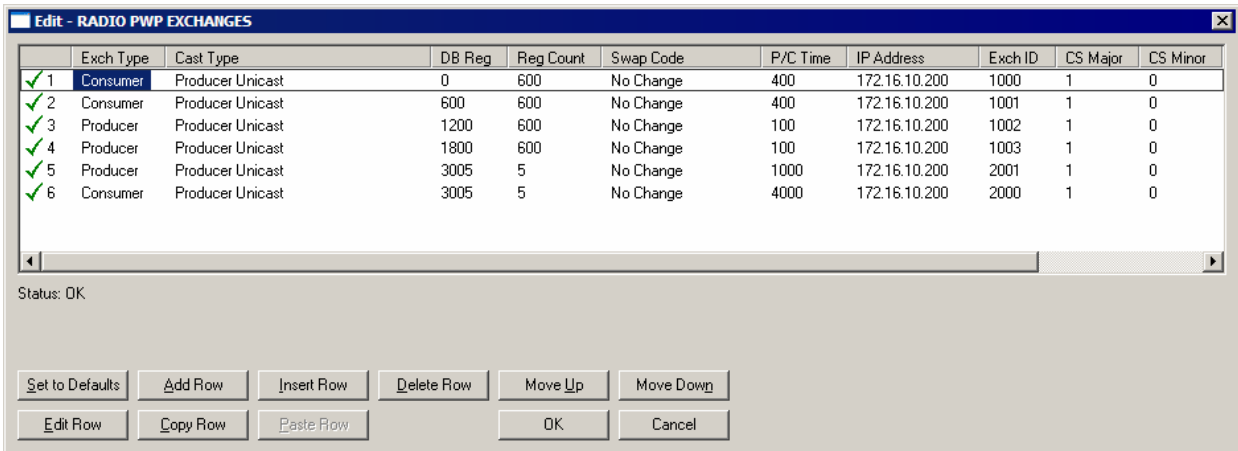 Edit - RADIO PWP EXCHANGES
Exch Type Cast Type DB Reg Reg Count Swap Code P/C Time IP Address Exch ID CS Major CS Minor
1 Consumer Producer Unicast 0 600 No Change 400 172.16.10.200 1000 1 0
2 Consumer Producer Unicast 600 600 No Change 400 172.16.10.200 1001 1 0
3 Producer Producer Unicast 1200 600 No Change 100 172.16.10.200 1002 1 0
4 Producer Producer Unicast 1800 600 No Change 100 172.16.10.200 1003 1 0
5 Producer Producer Unicast 3005 5 No Change 1000 172.16.10.200 2001 1 0
6 Consumer Producer Unicast 3005 5 No Change 4000 172.16.10.200 2000 1 0
Status: OK
Set to Defaults Add Row Insert Row Delete Row Move Up Move Down
Edit Row Copy Row Paste Row OK Cancel